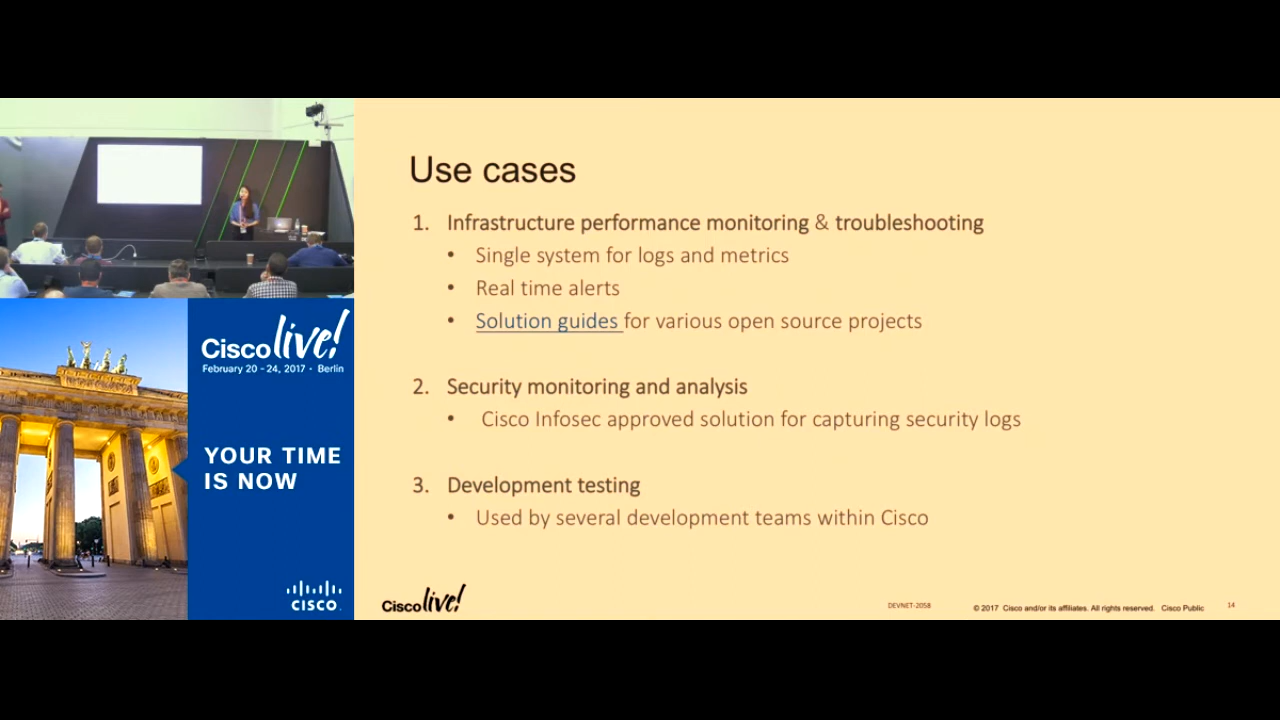 Cisco live!
February 20 - 24, 2017 • Berlin
YOUR TIME
IS NOW
CISCO.
Use cases
1. Infrastructure performance monitoring & troubleshooting
• Single system for logs and metrics
• Real time alerts
• Solution guides for various open source projects
2. Security monitoring and analysis
• Cisco Infosec approved solution for capturing security logs
3. Development testing
• Used by several development teams within Cisco
Cisco live!
DEVNET-2058
© 2017 Cisco and/or its affiliates. All rights reserved. Cisco Public
14